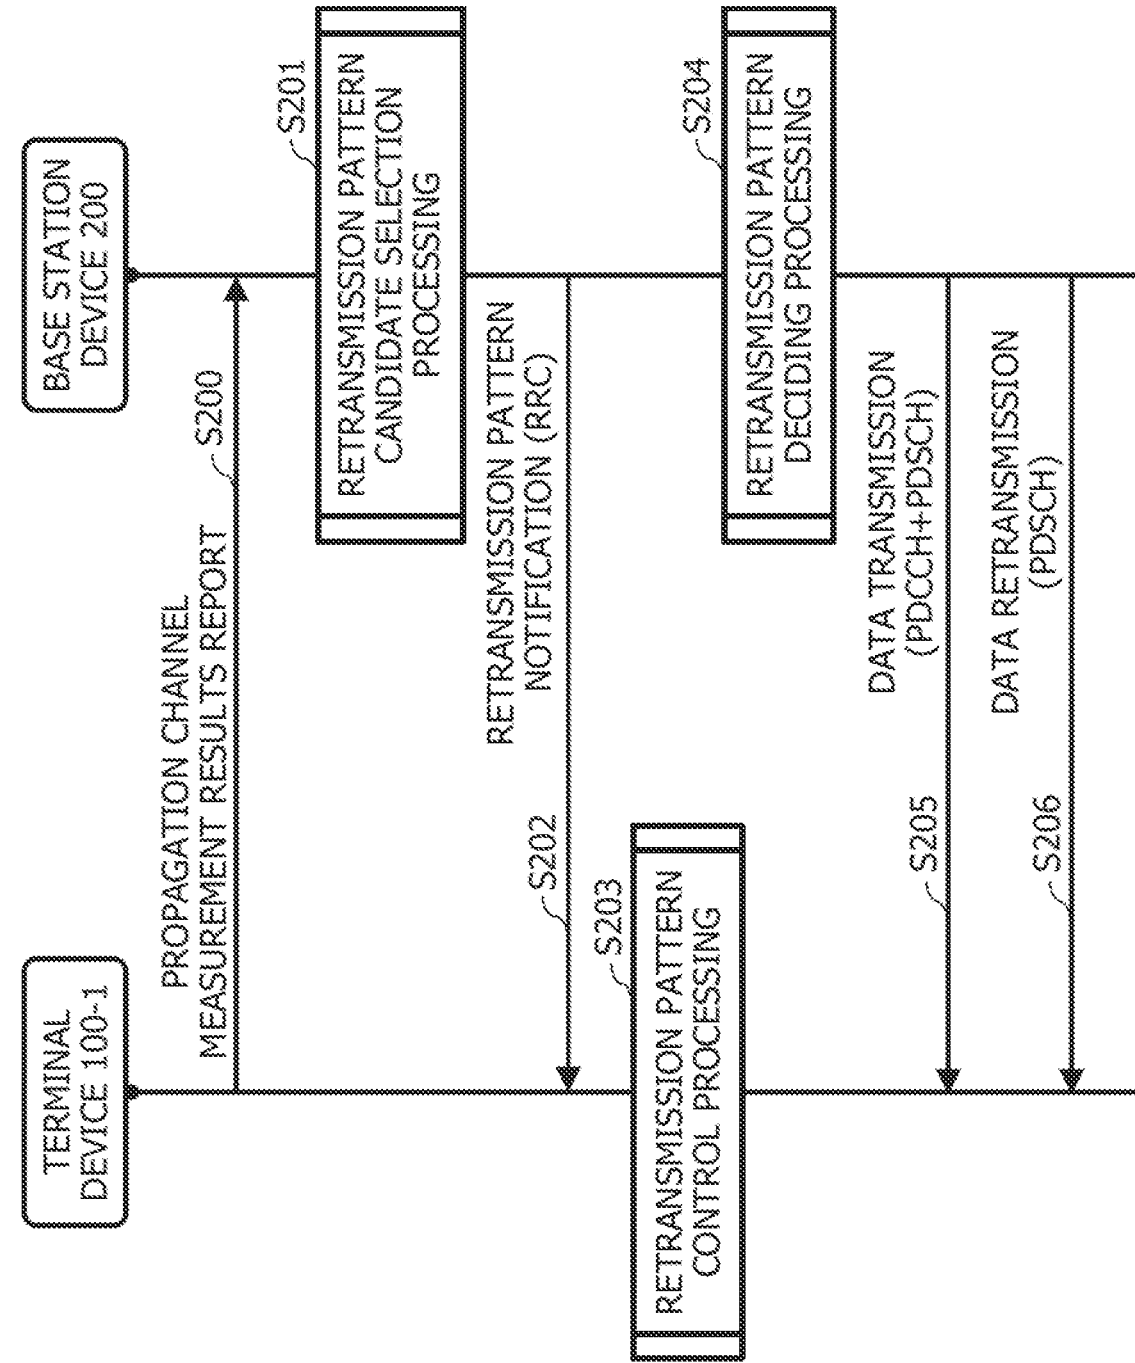 TERMINAL
DEVICE 100-1
BASE STATION
DEVICE 200
PROPAGATION CHANNEL
MEASUREMENT RESULTS REPORT
S200
S201
RETRANSMISSION PATTERN
CANDIDATE SELECTION
PROCESSING
RETRANSMISSION PATTERN
NOTIFICATION (RRC)
S202
S203
RETRANSMISSION PATTERN
CONTROL PROCESSING
S204
RETRANSMISSION PATTERN
DECIDING PROCESSING
DATA TRANSMISSION
(PDCCH+PDSCH)
S205
DATA RETRANSMISSION
(PDSCH)
S206